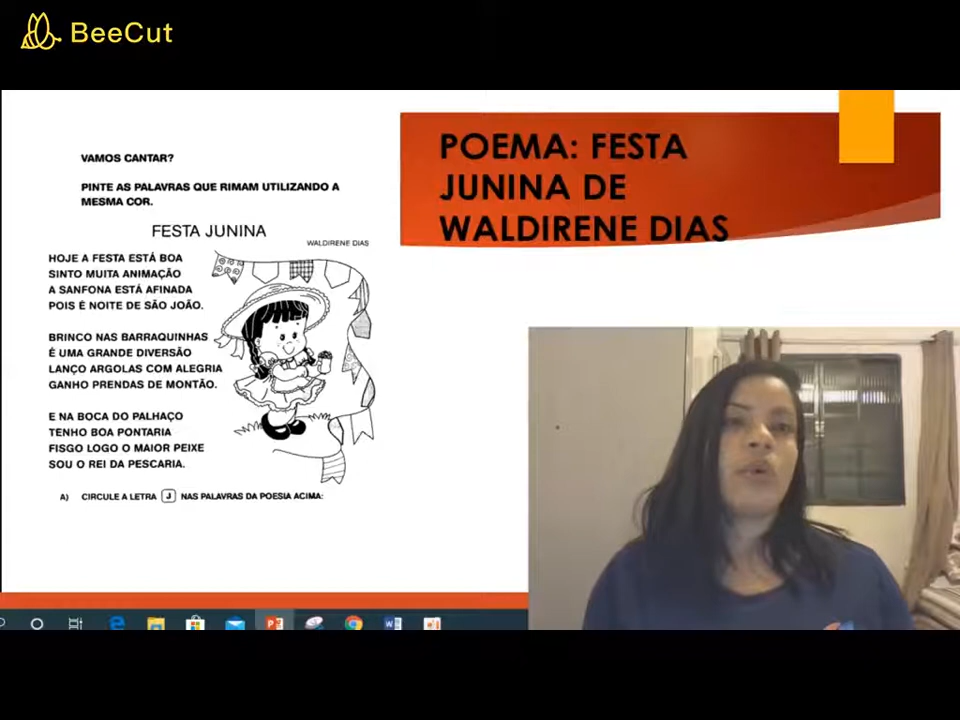 BeeCut
VAMOS CANTAR?
PINTE AS PALAVRAS QUE RIMAM UTILIZANDO A
MESMA COR.
FESTA JUNINA
WALDIRENE DIAS
HOJE A FESTA ESTÁ BOA
SINTO MUITA ANIMAÇÃO
A SANFONA ESTÁ AFINADA
POIS É NOITE DE SÃO JOÃO.
BRINCO NAS BARRAQUINHAS
É UMA GRANDE DIVERSÃO
LANÇO ARGOLAS COM ALEGRIA
GANHO PRENDAS DE MONTÃO.
E NA BOCA DO PALHAÇO
TENHO BOA PONTARIA
FISGO LOGO O MAIOR PEIXE
SOU O REI DA PESCARIA.
A) CIRCULE A LETRA J NAS PALAVRAS DA POESIA ACIMA:
POEMA: FESTA
JUNINA DE
WALDIRENE DIAS